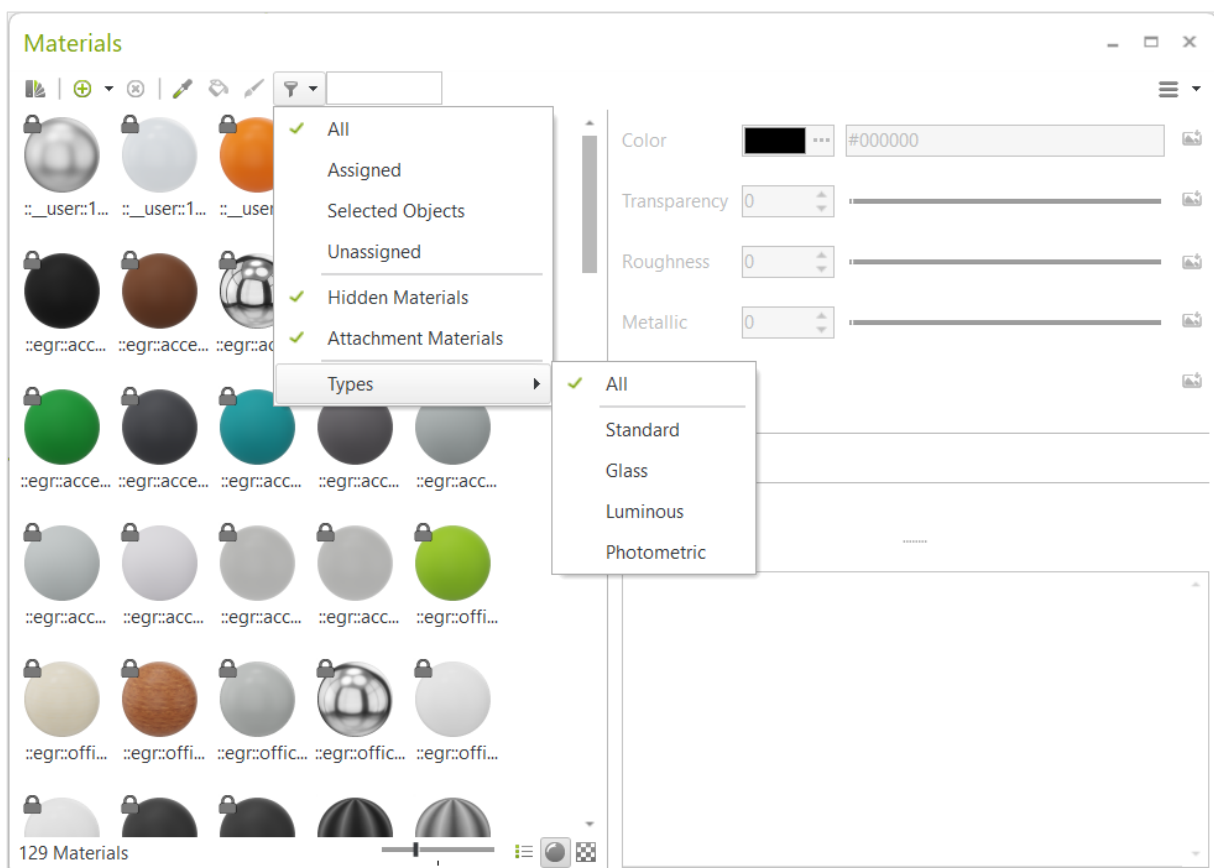 Materials
#000000
All
Assigned
Selected Objects
Unassigned
Hidden Materials
Attachment Materials
Types
All
Standard
Glass
Luminous
Photometric
Color
Transparency 0
Roughness 0
Metallic 0
::__user::1... ::__user::1... ::__user
::egr::acc... ::egr::acce... ::egr::ac
::egr::acce... ::egr::acce... ::egr::acc... ::egr::acc... ::egr::acc...
::egr::acc... ::egr::acc... ::egr::acc... ::egr::acc... ::egr::offi...
::egr::offi... ::egr::offi... ::egr::offic... ::egr::offic... ::egr::offi...
129 Materials